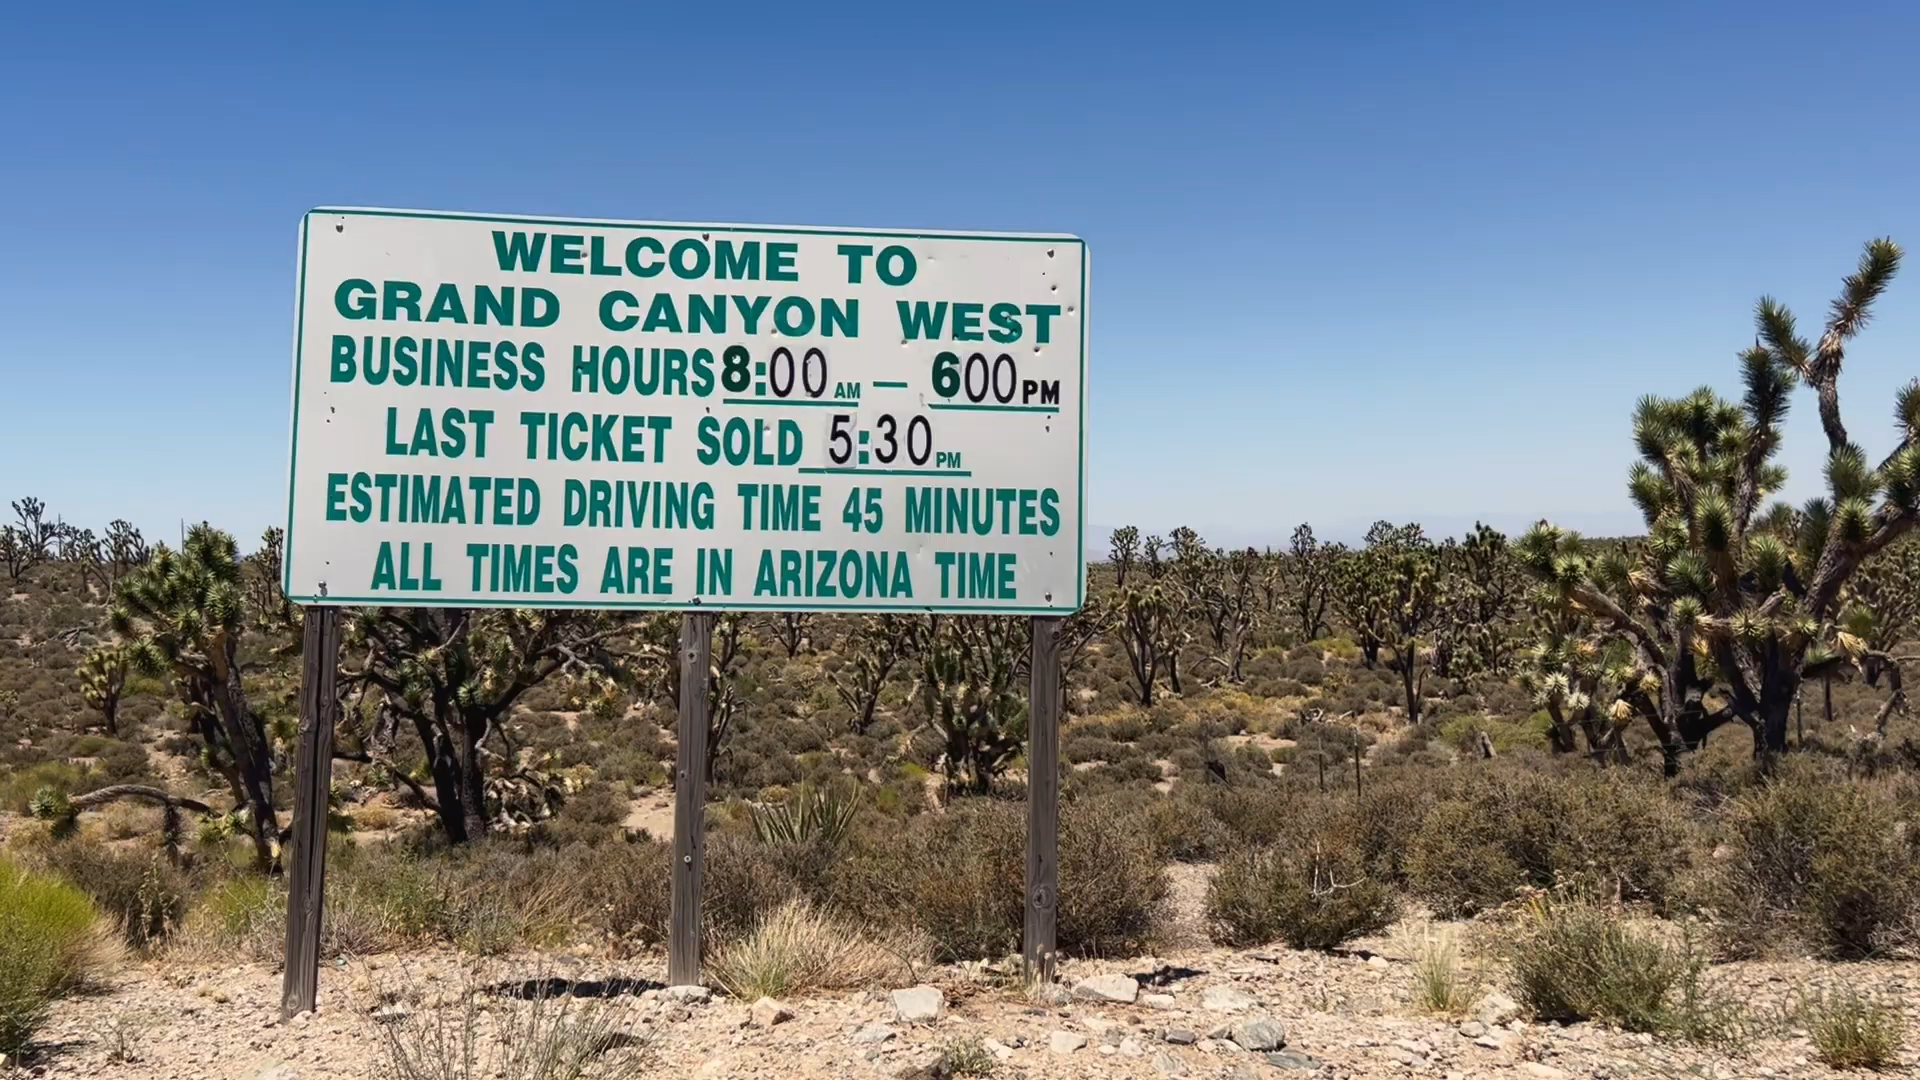 WELCOME TO
GRAND CANYON WEST
BUSINESS HOURS 8:00 AM — 600 PM
LAST TICKET SOLD 5:30 PM
ESTIMATED DRIVING TIME 45 MINUTES
ALL TIMES ARE IN ARIZONA TIME